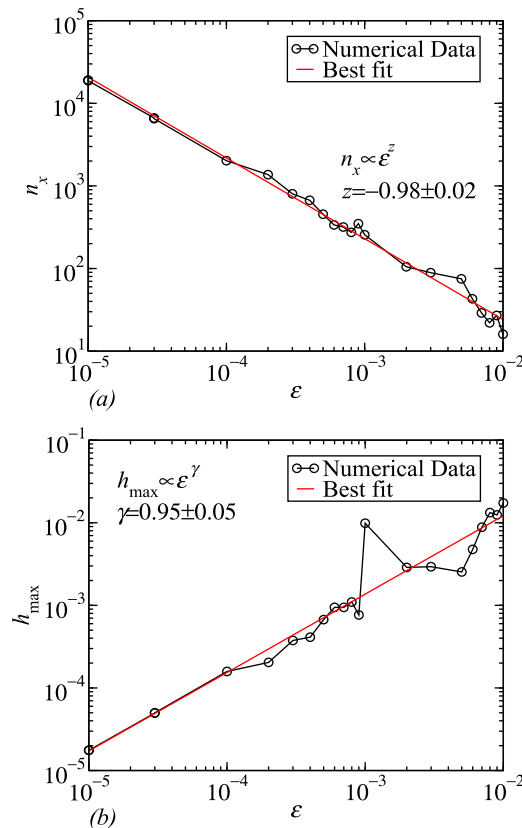 10^5
10^4
10^3
10^2
10^1
n_x
Numerical Data
Best fit
n_x∝ε^z
z=−0.98±0.02
10^−5
10^−4
10^−3
10^−2
(a)
ε
10^−1
10^−2
10^−3
10^−4
10^−5
h_max
h_max∝ε^γ
γ=0.95±0.05
Numerical Data
Best fit
10^−5
10^−4
10^−3
10^−2
(b)
ε